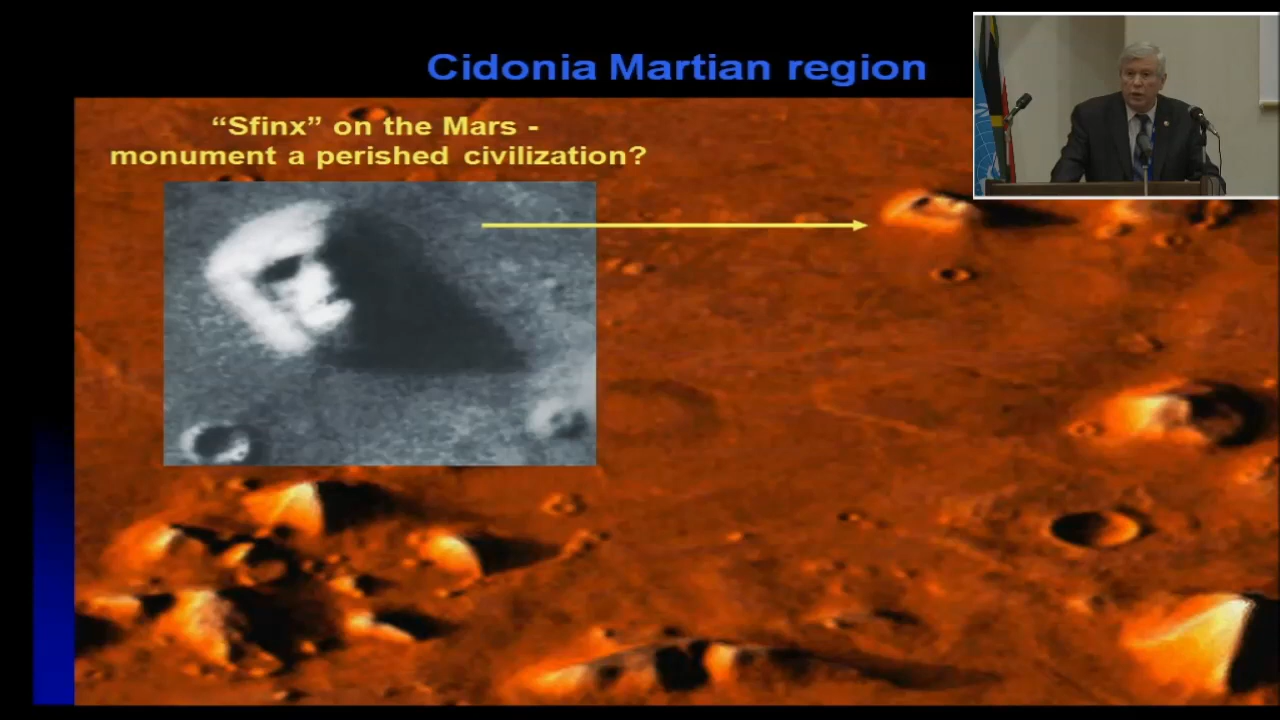 Cidonia Martian region
“Sfinx” on the Mars -
monument a perished civilization?